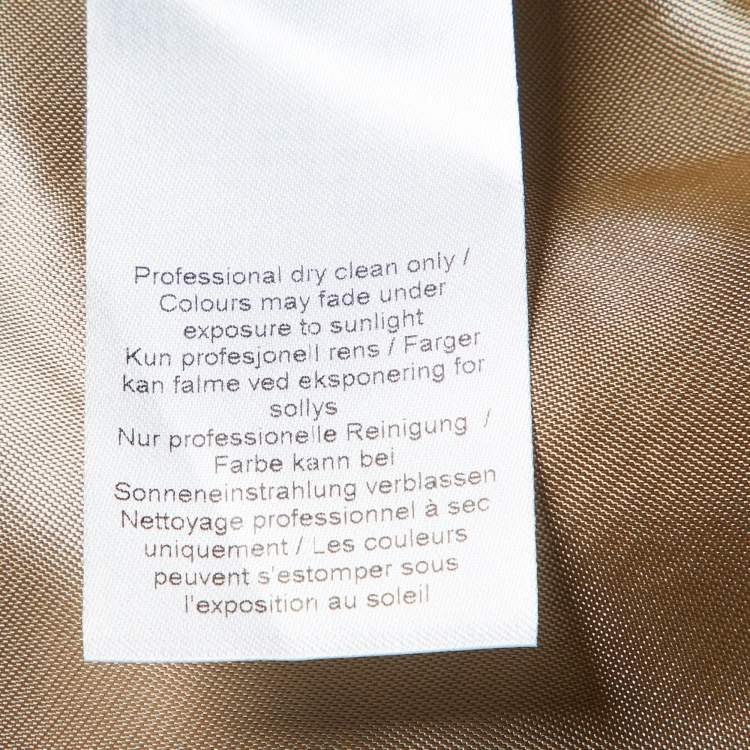 Professional dry clean only /
Colours may fade under
exposure to sunlight
Kun profesjonell rens / Farger
kan falme ved eksponering for
sollys
Nur professionelle Reinigung /
Farbe kann bei
Sonneneinstrahlung verblassen
Nettoyage professionnel à sec
uniquement / Les couleurs
peuvent s'estomper sous
l'exposition au soleil